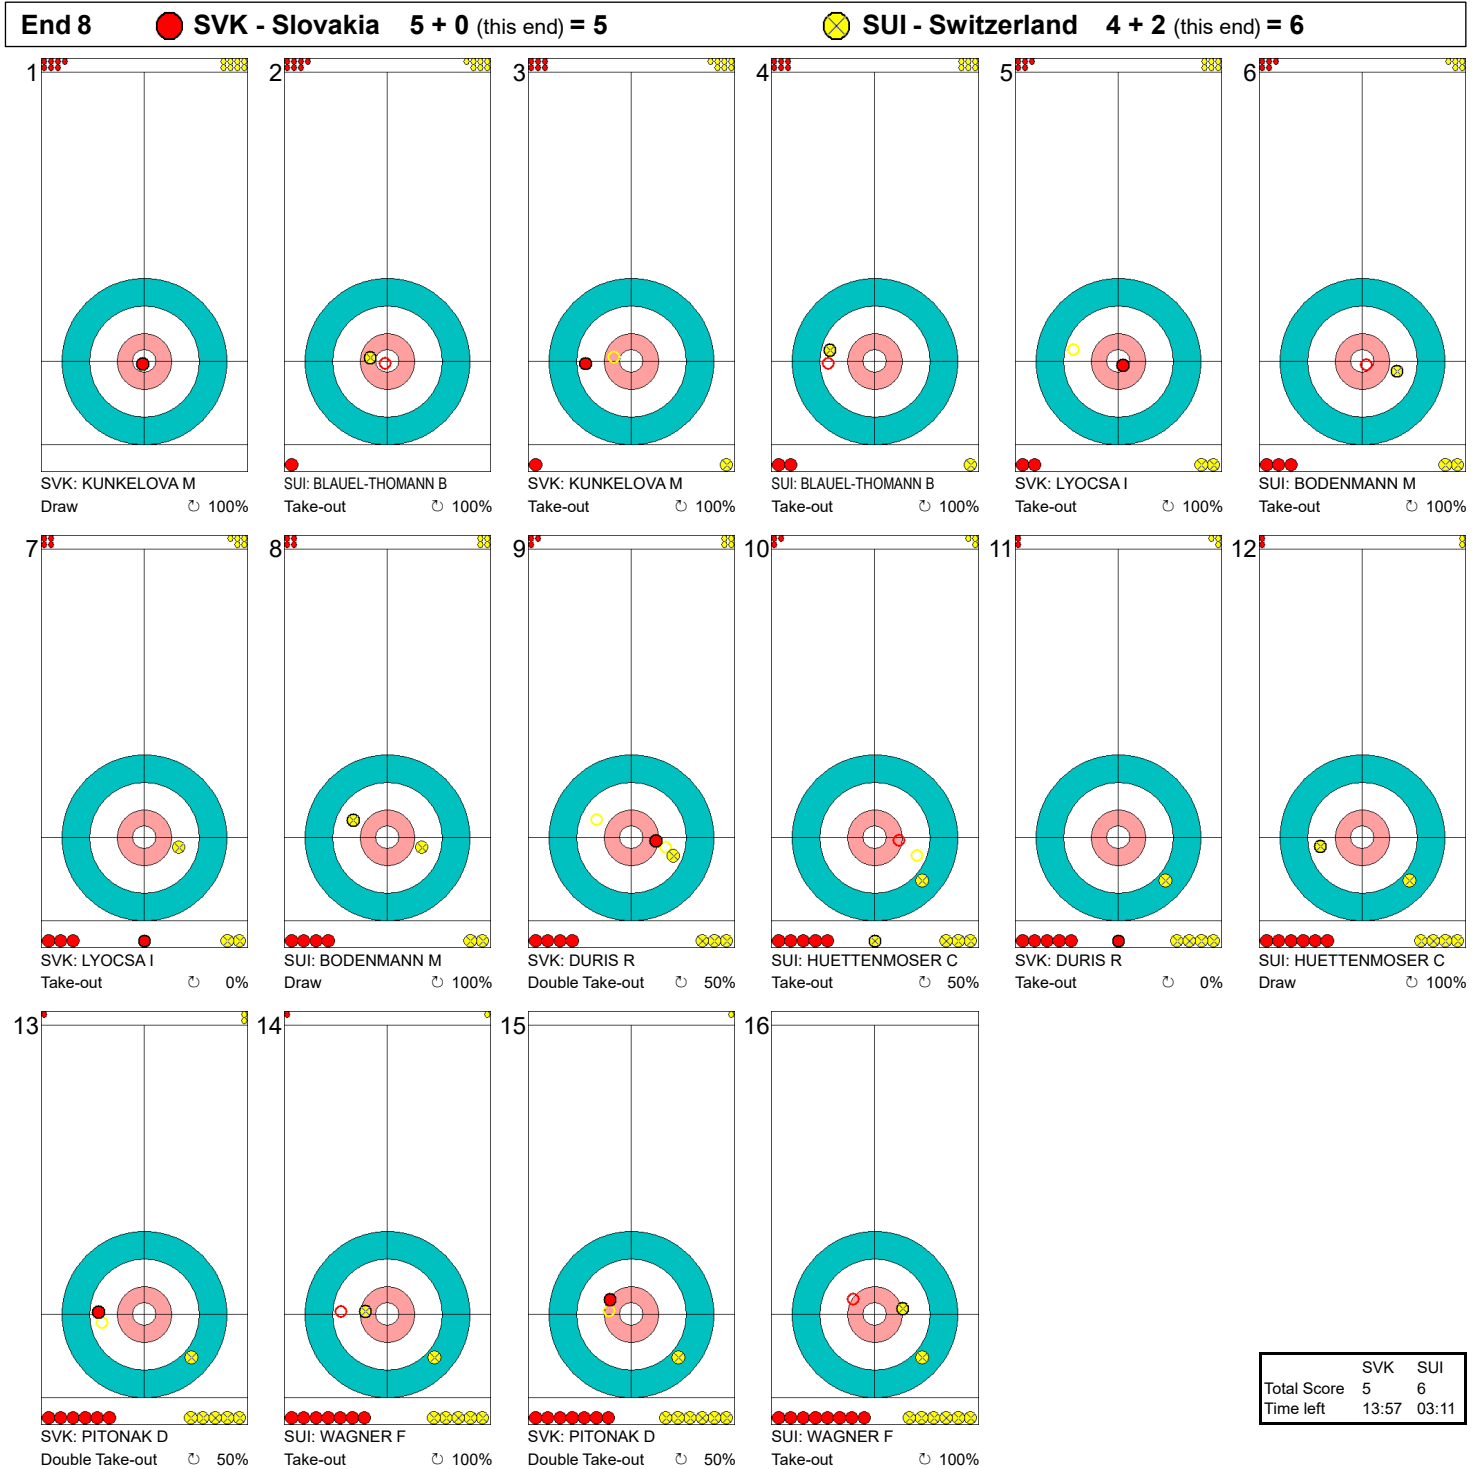 End 8 SVK - Slovakia 5 + 0 (this end) = 5 SUI - Switzerland 4 + 2 (this end) = 6
1 2 3 4 5 6
SVK: KUNKELOVA M SUI: BLAUEL-THOMANN B SVK: KUNKELOVA M SUI: BLAUEL-THOMANN B SVK: LYOCSA I SUI: BODENMANN M
Draw ↻ 100% Take-out ↻ 100% Take-out ↻ 100% Take-out ↻ 100% Take-out ↻ 100% Take-out ↻ 100%
7 8 9 10 11 12
SVK: LYOCSA I SUI: BODENMANN M SVK: DURIS R SUI: HUETTENMOSER C SVK: DURIS R SUI: HUETTENMOSER C
Take-out ↻ 0% Draw ↻ 100% Double Take-out ↻ 50% Take-out ↻ 50% Take-out ↻ 0% Draw ↻ 100%
13 14 15 16
SVK: PITONAK D SUI: WAGNER F SVK: PITONAK D SUI: WAGNER F
Double Take-out ↻ 50% Take-out ↻ 100% Double Take-out ↻ 50% Take-out ↻ 100%
SVK SUI
Total Score 5 6
Time left 13:57 03:11